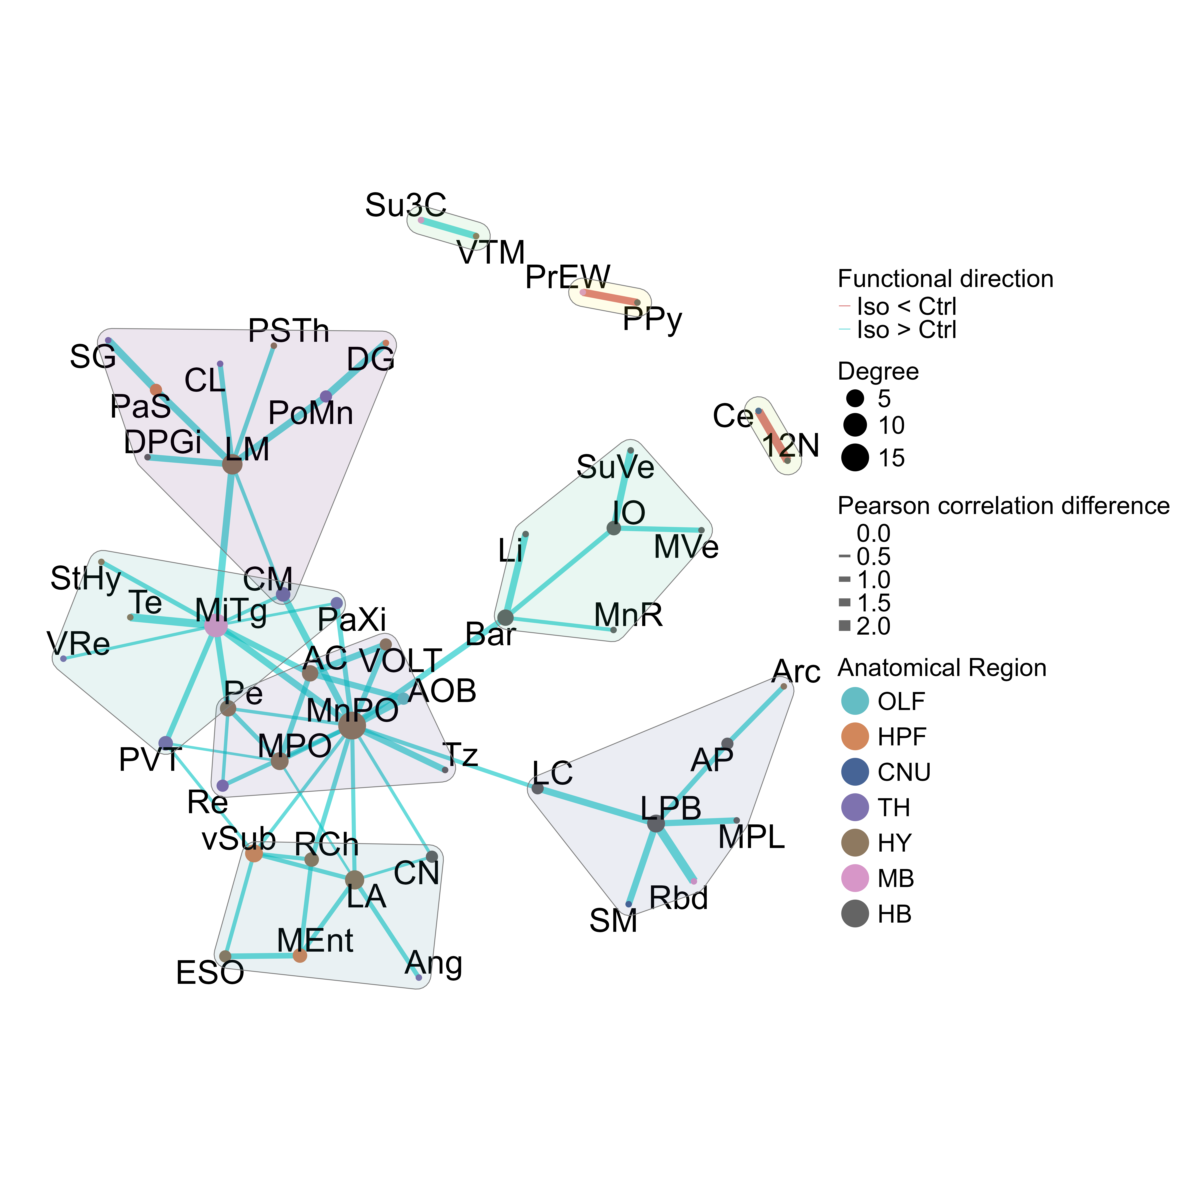 Su3C
VTM
PrEW
PPy
Functional direction
Iso < Ctrl
Iso > Ctrl
PSTh
SG
DG
CL
PaS
PoMn
Degree
5
10
15
Ce
12N
DPGi
LM
SuVe
IO
Li
MVe
Pearson correlation difference
0.0
0.5
1.0
1.5
2.0
StHy
CM
Te
MiTg
PaXi
VRe
Bar
MnR
AC
VOLT
Pe
AOB
MnPO
MPO
PVT
Tz
Re
Arc
AP
LC
LPB
MPL
Rbd
SM
Anatomical Region
OLF
HPF
CNU
TH
HY
MB
HB
vSub
RCh
CN
LA
MEnt
ESO
Ang